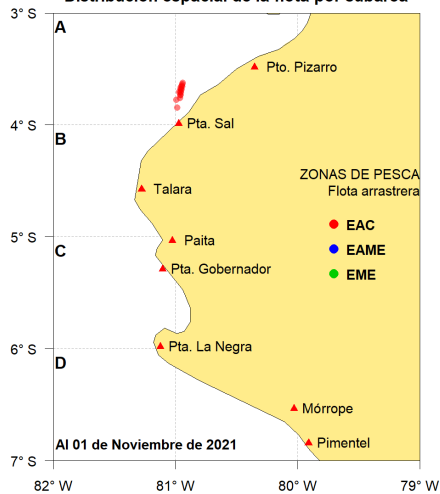 Distribución espacial de la flota por subárea
3° S
A
Pto. Pizarro
4° S
B
Pta. Sal
ZONAS DE PESCA
Flota arrastrera
Talara
EAC
5° S
C
Paita
EAME
Pta. Gobernador
EME
6° S
D
Pta. La Negra
Mórrope
Al 01 de Noviembre de 2021
Pimentel
7° S
82° W
81° W
80° W
79° W